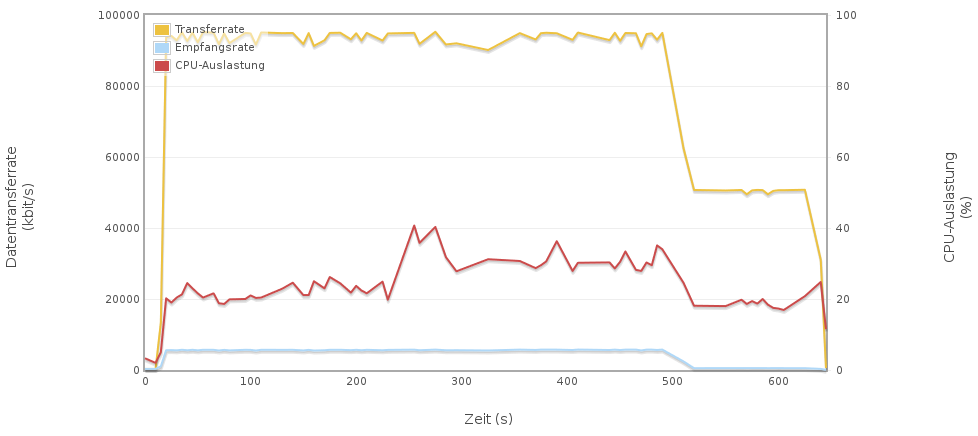 100000
80000
60000
40000
20000
0
Datentransferrate
(kbit/s)
Transferrate
Empfangsrate
CPU-Auslastung
100
80
60
40
20
0
CPU-Auslastung
(%)
0 100 200 300 400 500 600
Zeit (s)